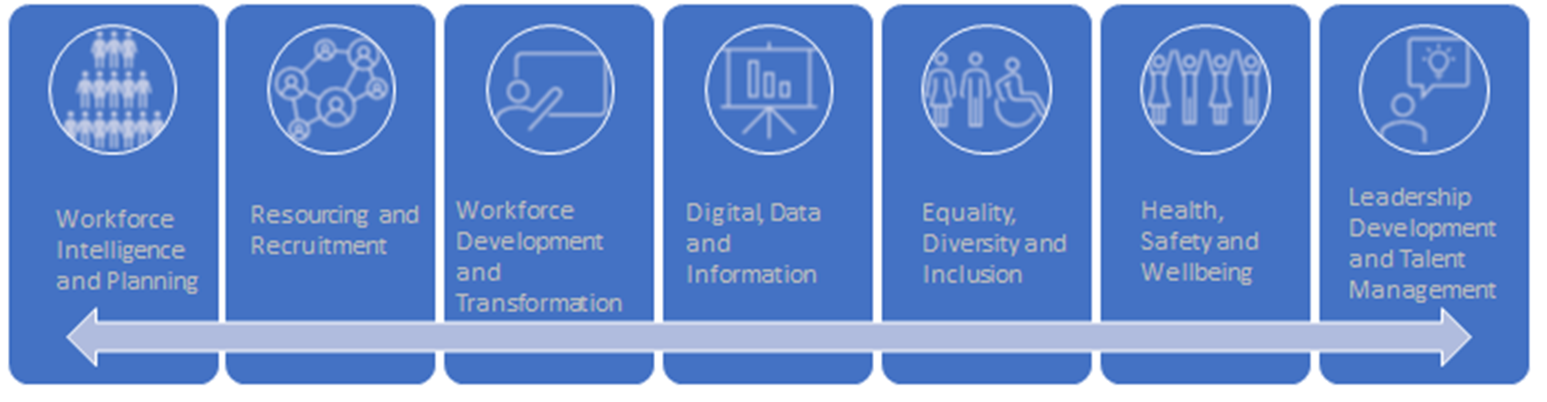 Workforce
Intelligence
and Planning
Resourcing and
Recruitment
Workforce
Development
and
Transformation
Digital, Data
and
Information
Equality,
Diversity and
Inclusion
Health,
Safety and
Wellbeing
Leadership
Development
and Talent
Management